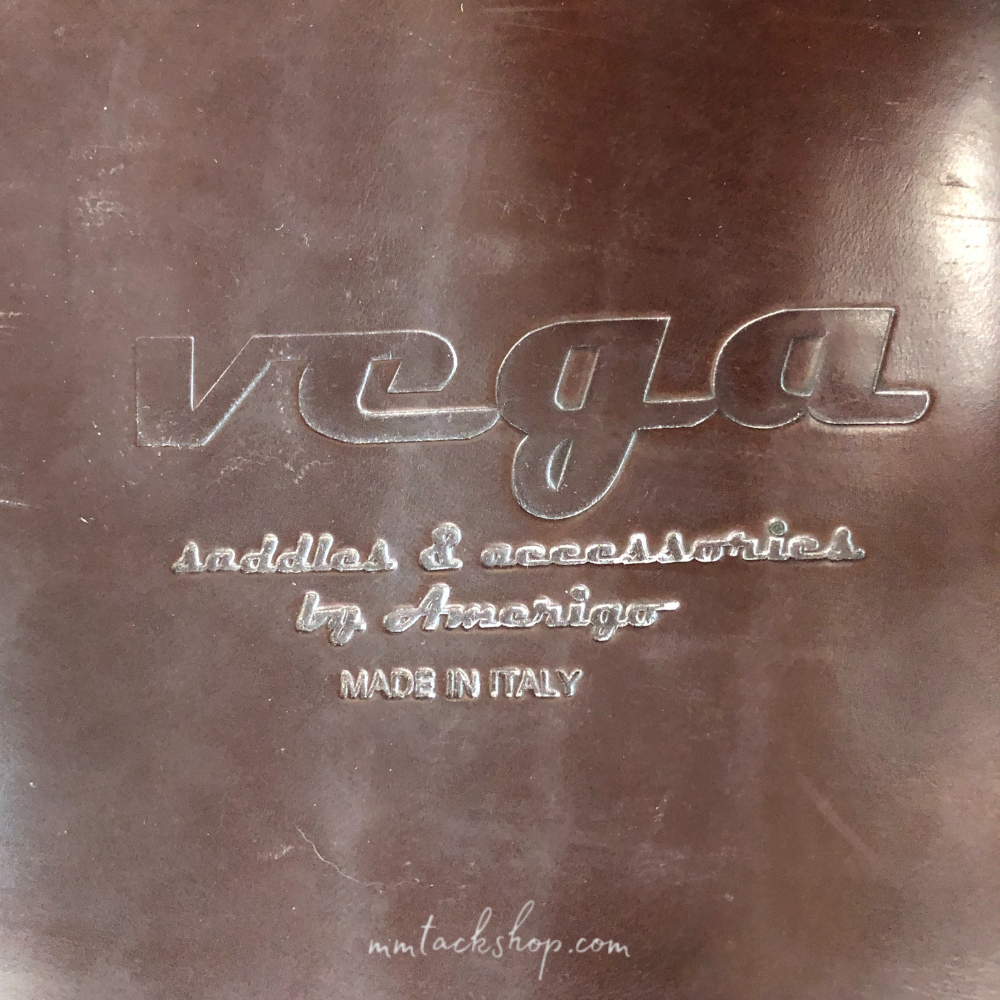 vega
saddles & accessories
by Amerigo
MADE IN ITALY
mmtackshop.com